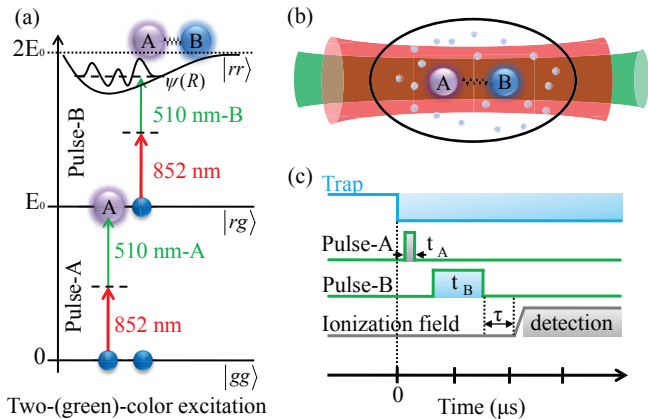 (a)
A B
2E₀
|rr⟩
ψ(R)
Pulse-B
510 nm-B
852 nm
A
E₀
|rg⟩
Pulse-A
510 nm-A
852 nm
0
|gg⟩
Two-(green)-color excitation
(b)
A B
(c)
Trap
Pulse-A
t_A
Pulse-B
t_B
τ
Ionization field
detection
0
Time (μs)